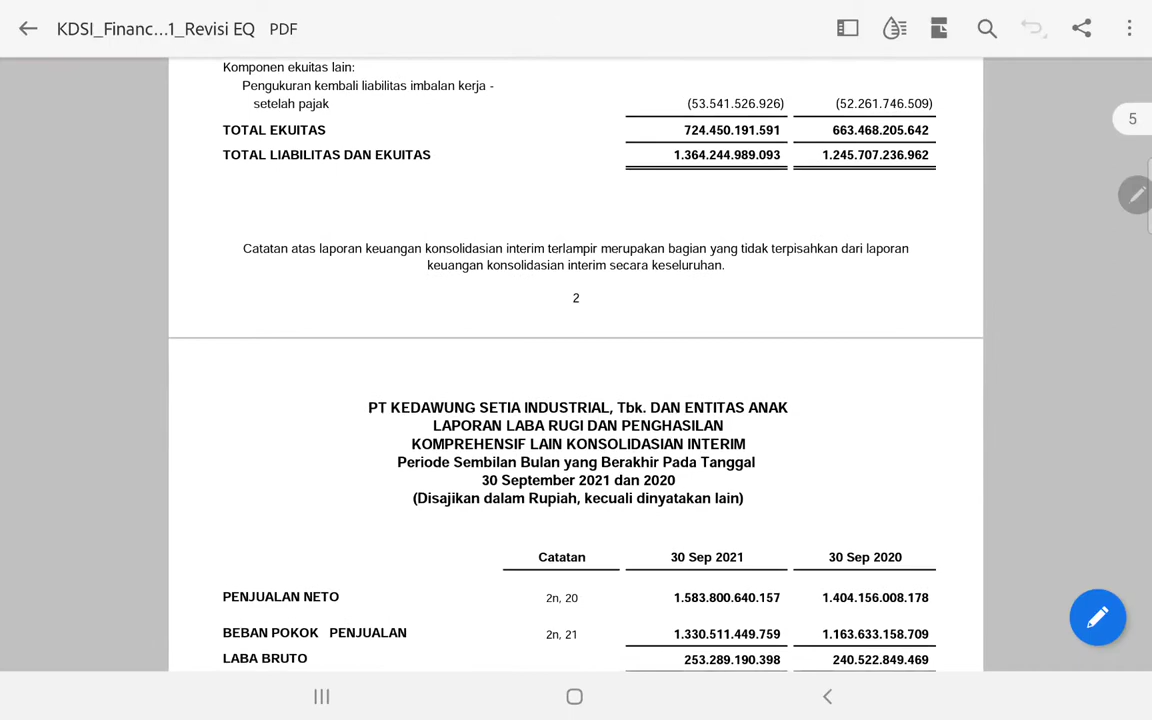 KDSI_Financ...1_Revisi EQ PDF
Komponen ekuitas lain:
Pengukuran kembali liabilitas imbalan kerja -
setelah pajak (53.541.526.926) (52.261.746.509)
5
TOTAL EKUITAS 724.450.191.591 663.468.205.642
TOTAL LIABILITAS DAN EKUITAS 1.364.244.989.093 1.245.707.236.962
Catatan atas laporan keuangan konsolidasian interim terlampir merupakan bagian yang tidak terpisahkan dari laporan
keuangan konsolidasian interim secara keseluruhan.
2
PT KEDAWUNG SETIA INDUSTRIAL, Tbk. DAN ENTITAS ANAK
LAPORAN LABA RUGI DAN PENGHASILAN
KOMPREHENSIF LAIN KONSOLIDASIAN INTERIM
Periode Sembilan Bulan yang Berakhir Pada Tanggal
30 September 2021 dan 2020
(Disajikan dalam Rupiah, kecuali dinyatakan lain)
Catatan 30 Sep 2021 30 Sep 2020
PENJUALAN NETO 2n, 20 1.583.800.640.157 1.404.156.008.178
BEBAN POKOK PENJUALAN 2n, 21 1.330.511.449.759 1.163.633.158.709
LABA BRUTO 253.289.190.398 240.522.849.469